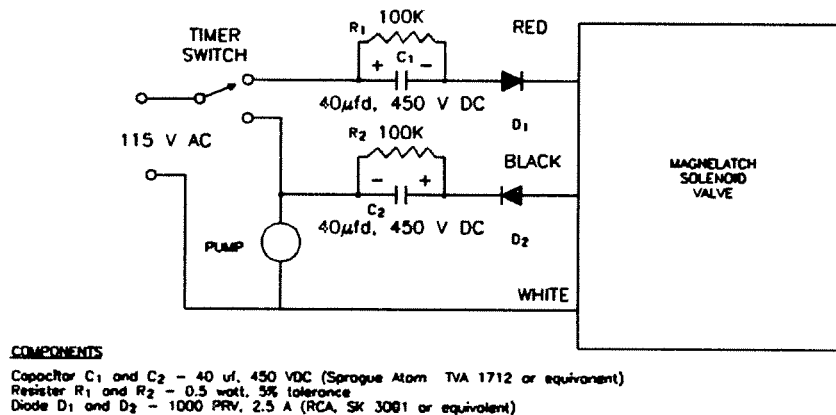 TIMER
SWITCH
115 V AC
R1 100K
+ C1 -
40µfd, 450 V DC
RED
D1
R2 100K
- +
C2
40µfd, 450 V DC
BLACK
D2
PUMP
WHITE
MAGNELATCH
SOLENOID
VALVE
COMPONENTS
Capacitor C1 and C2 - 40 uf, 450 VDC (Sprague Atom TVA 1712 or equivanent)
Resister R1 and R2 - 0.5 watt, 5% tolerance
Diode D1 and D2 - 1000 PRV, 2.5 A (RCA, SK 3081 or equivalent)